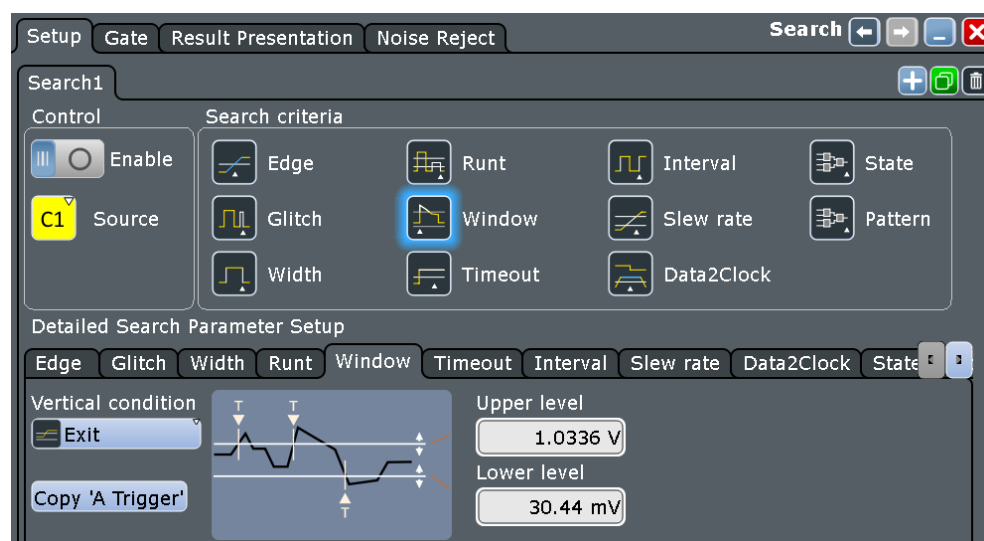 Setup Gate Result Presentation Noise Reject Search
Search1
Control Search criteria
Enable Edge Runt Interval State
C1 Source Glitch Window Slew rate Pattern
Width Timeout Data2Clock
Detailed Search Parameter Setup
Edge Glitch Width Runt Window Timeout Interval Slew rate Data2Clock State
Vertical condition T T Upper level
Exit 1.0336 V
Lower level
Copy 'A Trigger' T 30.44 mV